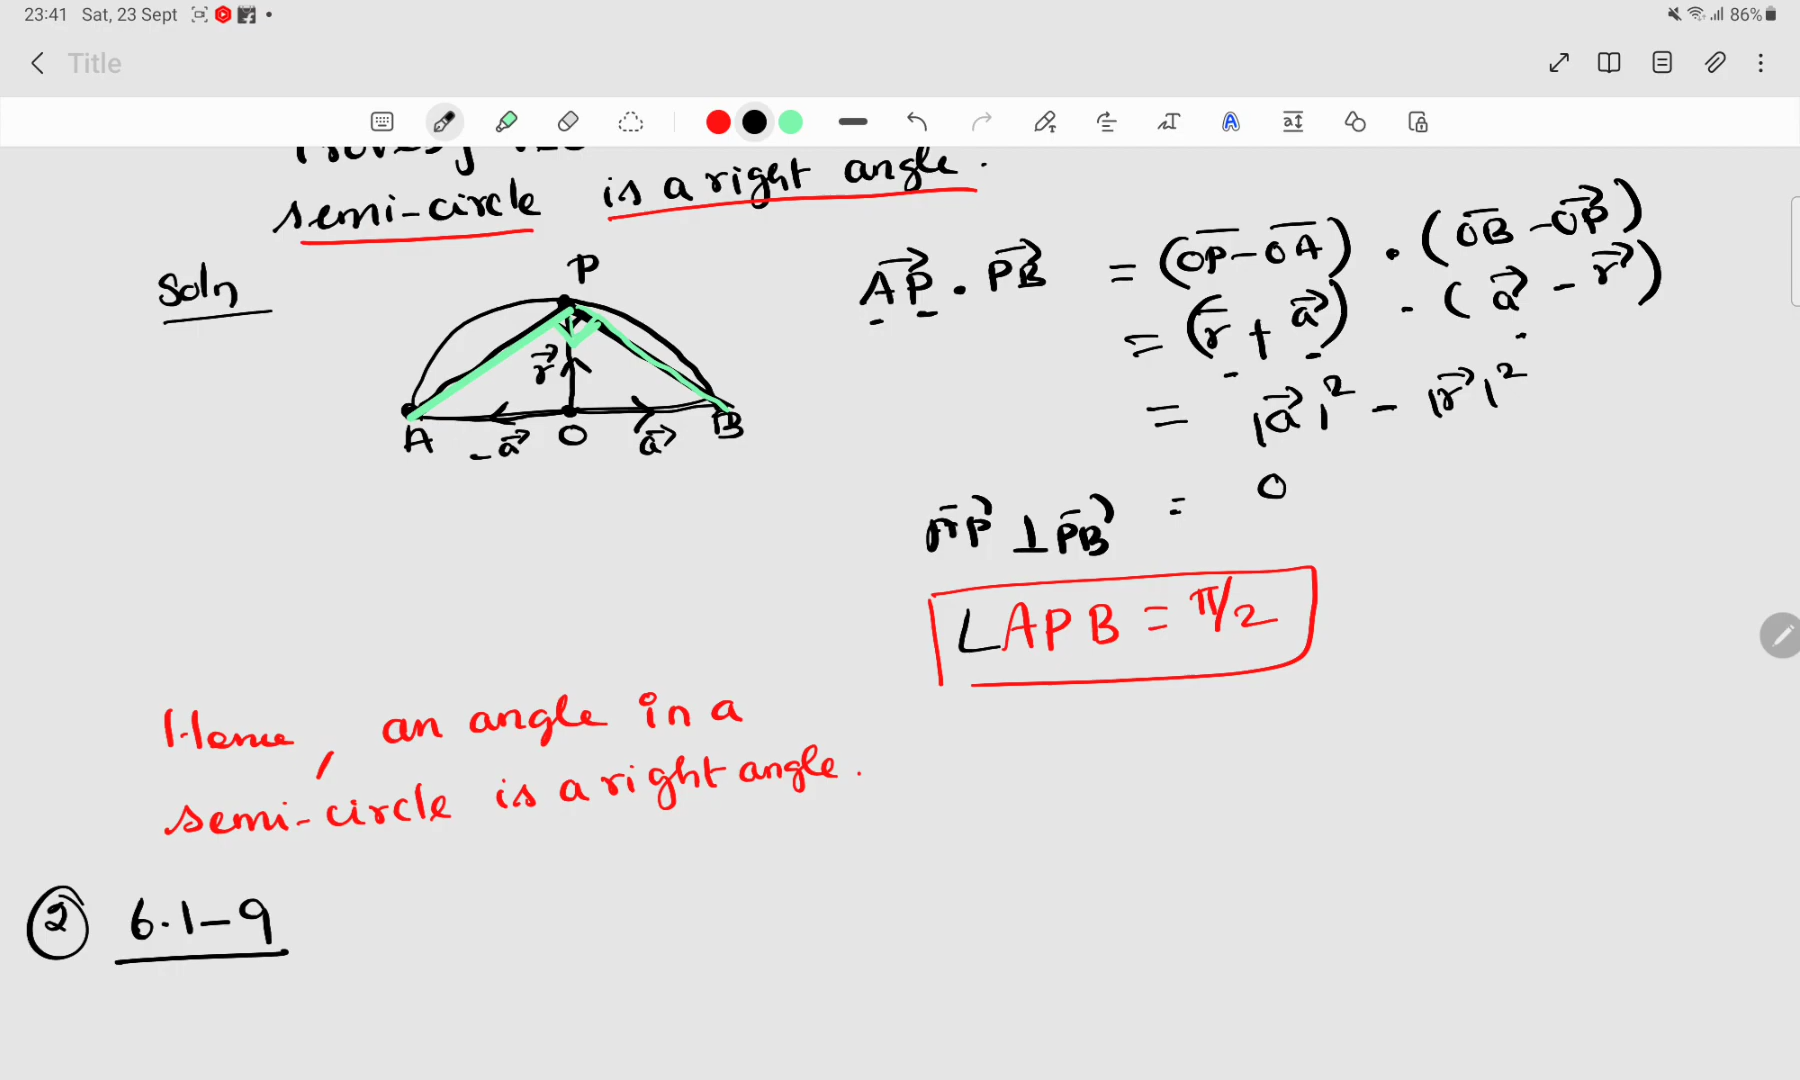 23:41 Sat, 23 Sept
86%
Title
semi-circle is a right angle.
Soln
P
r⃗
A -a⃗ O a⃗ B
AP⃗ . PB⃗ = (OP - OA) . (OB - OP⃗)
= (r + a⃗) . (a⃗ - r⃗)
= |a⃗|² - |r⃗|²
= 0
AP⃗ ⊥ PB⃗
∠APB = π/2
Hence, an angle in a
semi-circle is a right angle.
② 6.1-9